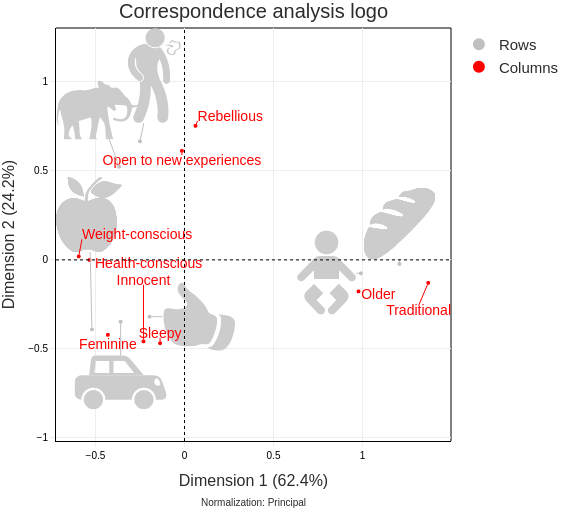 Correspondence analysis logo
Rows
Columns
Dimension 2 (24.2%)
1
0.5
0
−0.5
−1
Rebellious
Open to new experiences
Weight-conscious
Health-conscious
Innocent
Older
Traditional
Sleepy
Feminine
−0.5
0
0.5
1
Dimension 1 (62.4%)
Normalization: Principal